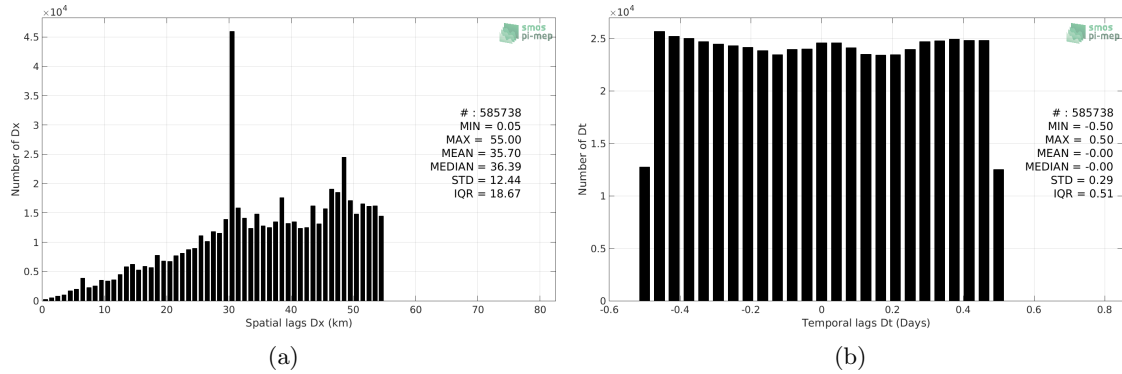 ×10⁴
4.5
4
3.5
3
2.5
2
1.5
1
0.5
0
Number of Dx
smos
pi-mep
# : 585738
MIN = 0.05
MAX = 55.00
MEAN = 35.70
MEDIAN = 36.39
STD = 12.44
IQR = 18.67
0 10 20 30 40 50 60 70 80
Spatial lags Dx (km)
(a)
×10⁴
2.5
2
1.5
1
0.5
0
Number of Dt
smos
pi-mep
# : 585738
MIN = -0.50
MAX = 0.50
MEAN = -0.00
MEDIAN = -0.00
STD = 0.29
IQR = 0.51
-0.6 -0.4 -0.2 0 0.2 0.4 0.6 0.8
Temporal lags Dt (Days)
(b)